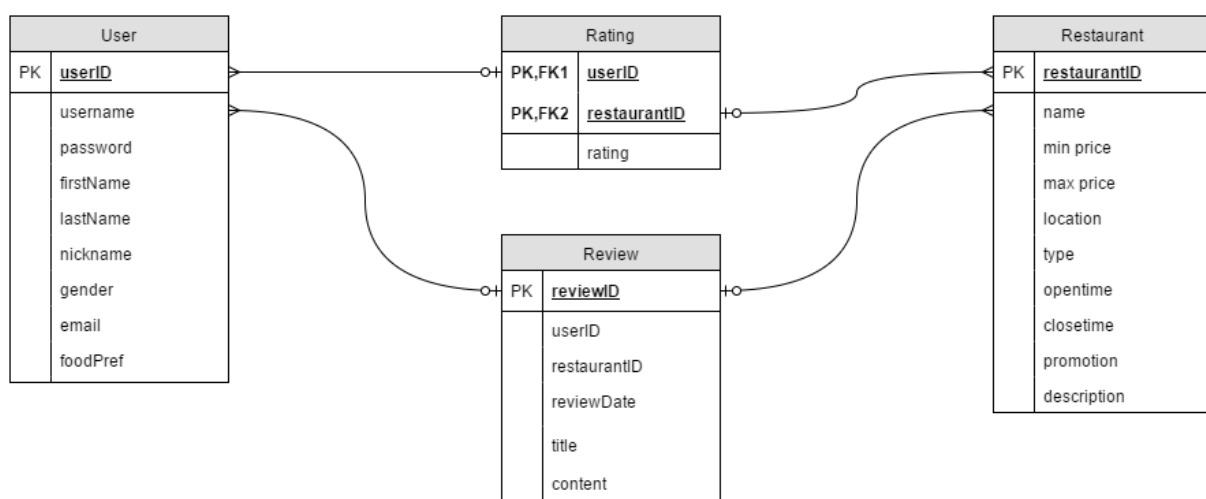 User
PK userID
username
password
firstName
lastName
nickname
gender
email
foodPref
Rating
PK,FK1 userID
PK,FK2 restaurantID
rating
Review
PK reviewID
userID
restaurantID
reviewDate
title
content
Restaurant
PK restaurantID
name
min price
max price
location
type
opentime
closetime
promotion
description